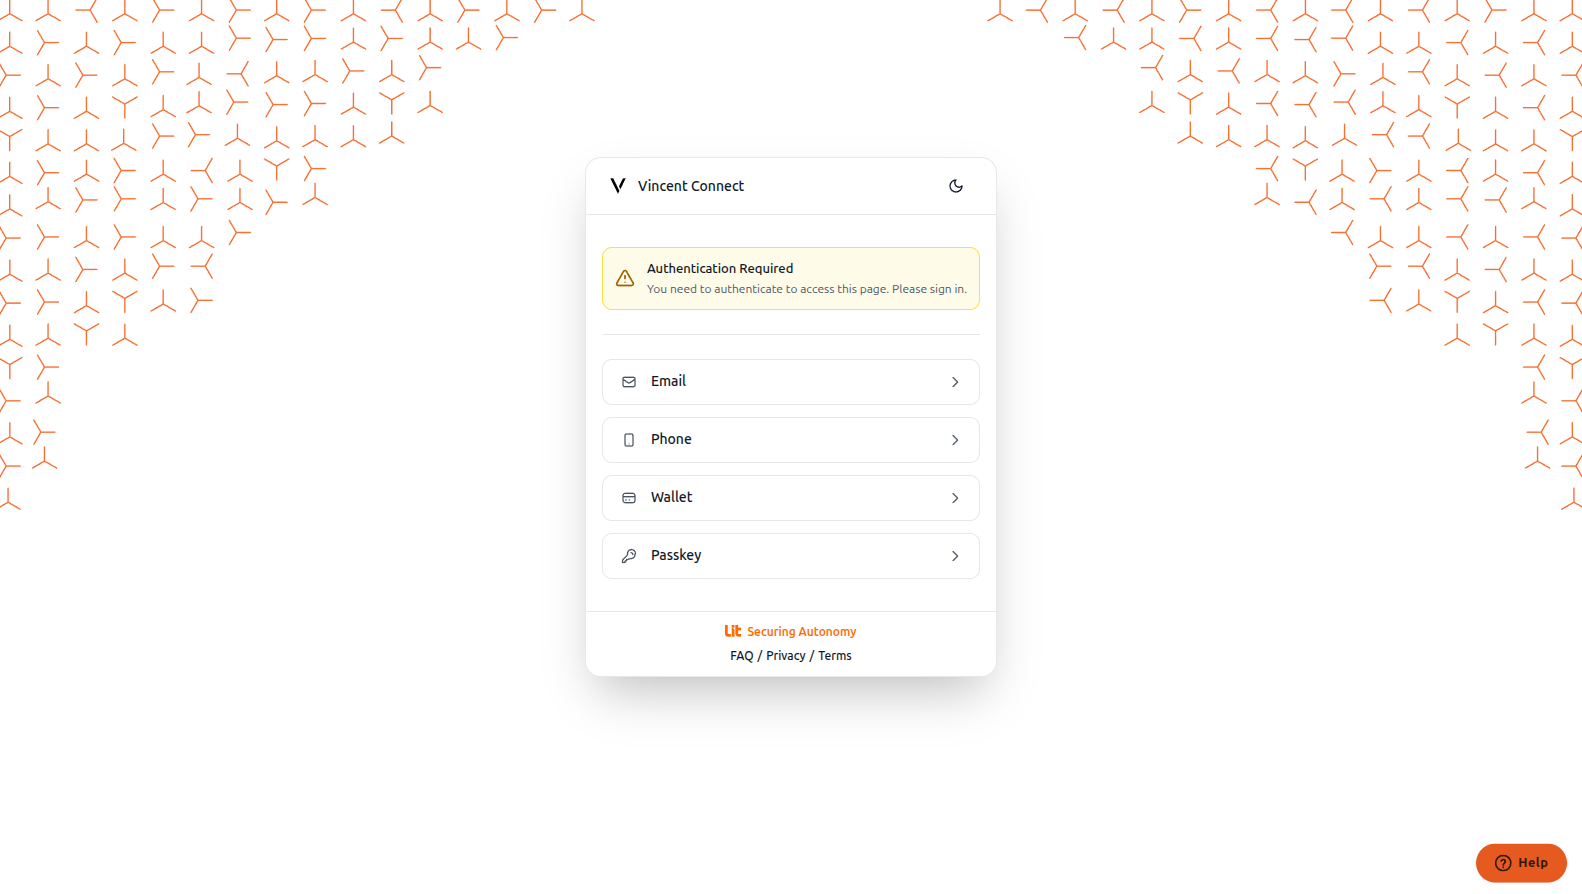 Vincent Connect
Authentication Required
You need to authenticate to access this page. Please sign in.
Email
Phone
Wallet
Passkey
Lit Securing Autonomy
FAQ / Privacy / Terms
Help